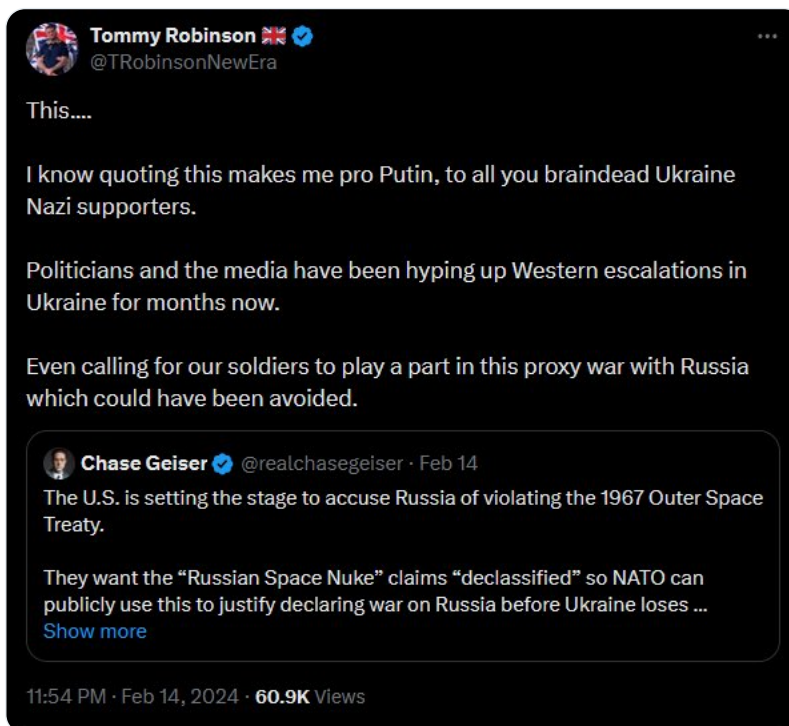 Tommy Robinson 🇬🇧
@TRobinsonNewEra
This....
I know quoting this makes me pro Putin, to all you braindead Ukraine
Nazi supporters.
Politicians and the media have been hyping up Western escalations in
Ukraine for months now.
Even calling for our soldiers to play a part in this proxy war with Russia
which could have been avoided.
Chase Geiser @realchasegeiser · Feb 14
The U.S. is setting the stage to accuse Russia of violating the 1967 Outer Space
Treaty.
They want the “Russian Space Nuke” claims “declassified” so NATO can
publicly use this to justify declaring war on Russia before Ukraine loses ...
Show more
11:54 PM · Feb 14, 2024 · 60.9K Views